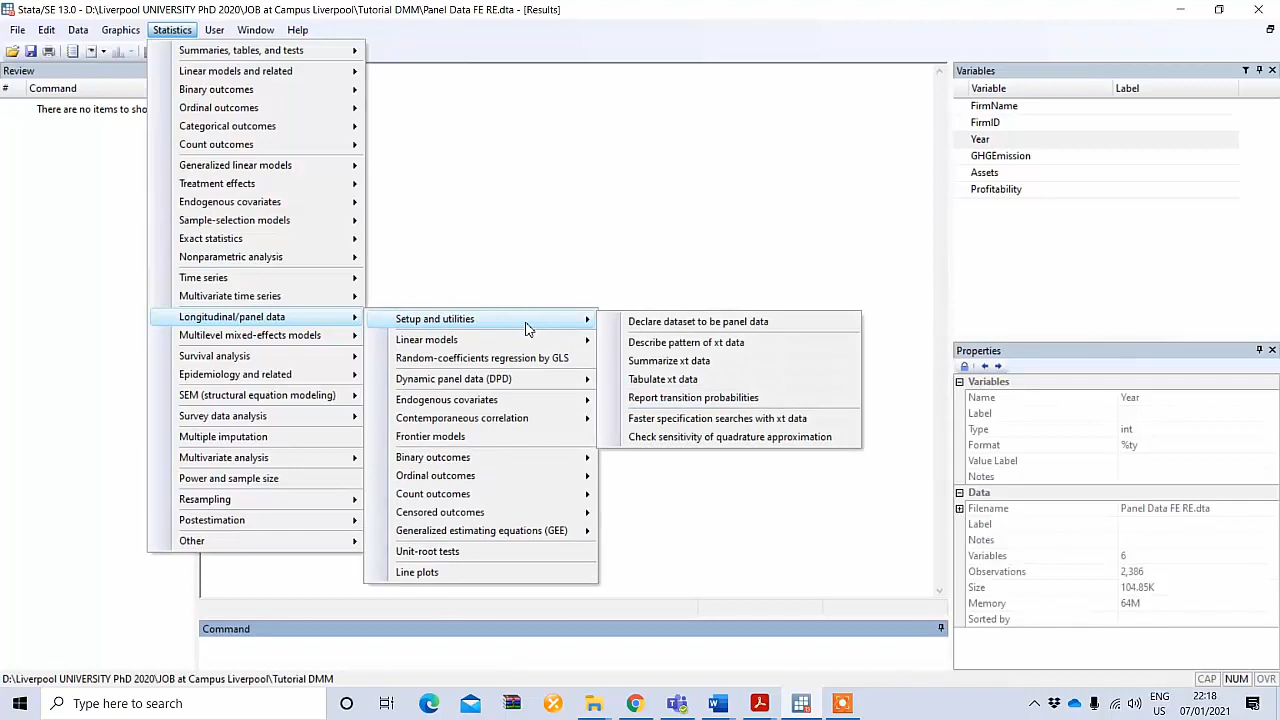 Stata/SE 13.0 - D:\Liverpool UNIVERSITY PhD 2020\JOB at Campus Liverpool\Tutorial DMM\Panel Data FE RE.dta - [Results]
File Edit Data Graphics Statistics User Window Help
Review
# Command
There are no items to sho
Summaries, tables, and tests
Linear models and related
Binary outcomes
Ordinal outcomes
Categorical outcomes
Count outcomes
Generalized linear models
Treatment effects
Endogenous covariates
Sample-selection models
Exact statistics
Nonparametric analysis
Time series
Multivariate time series
Longitudinal/panel data
Multilevel mixed-effects models
Survival analysis
Epidemiology and related
SEM (structural equation modeling)
Survey data analysis
Multiple imputation
Multivariate analysis
Power and sample size
Resampling
Postestimation
Other
Setup and utilities
Linear models
Random-coefficients regression by GLS
Dynamic panel data (DPD)
Endogenous covariates
Contemporaneous correlation
Frontier models
Binary outcomes
Ordinal outcomes
Count outcomes
Censored outcomes
Generalized estimating equations (GEE)
Unit-root tests
Line plots
Declare dataset to be panel data
Describe pattern of xt data
Summarize xt data
Tabulate xt data
Report transition probabilities
Faster specification searches with xt data
Check sensitivity of quadrature approximation
Variables
Variable Label
FirmName
FirmID
Year
GHGEmission
Assets
Profitability
Properties
Variables
Name Year
Label
Type int
Format %ty
Value Label
Notes
Data
Filename Panel Data FE RE.dta
Label
Notes
Variables 6
Observations 2,386
Size 104.85K
Memory 64M
Sorted by
Command
D:\Liverpool UNIVERSITY PhD 2020\JOB at Campus Liverpool\Tutorial DMM
CAP NUM OVR
Type here to search
ENG
US
22:18
07/01/2021